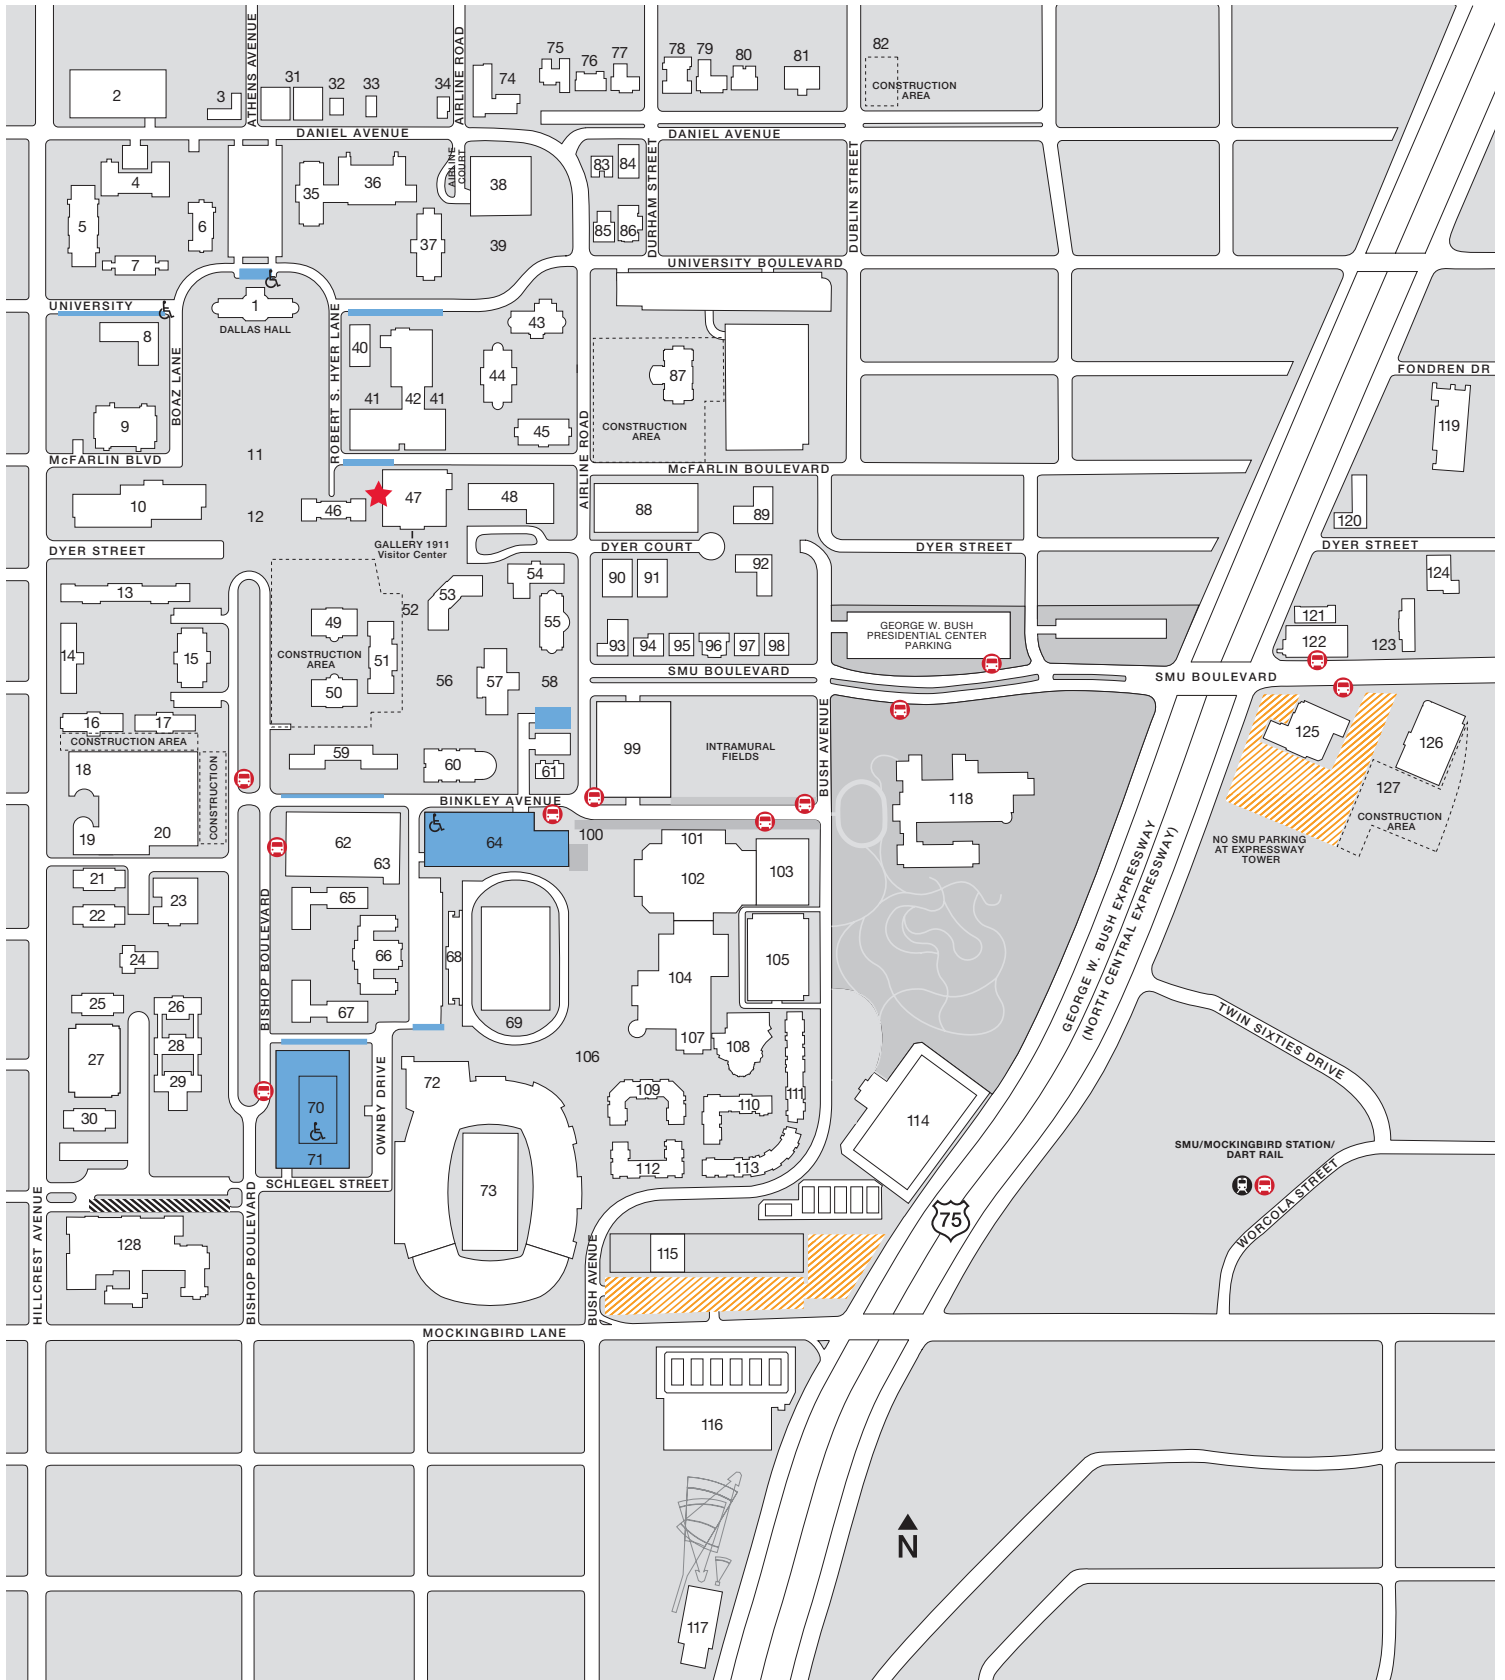 ATHENS AVENUE
AIRLINE ROAD
2
3
31
32
33
34
74
75
76
77
78
79
80
81
82
CONSTRUCTION
AREA
DANIEL AVENUE
DANIEL AVENUE
4
5
6
7
35
36
37
38
39
AIRLINE
COURT
83
84
85
86
DURHAM STREET
DUBLIN STREET
UNIVERSITY BOULEVARD
UNIVERSITY
1
DALLAS HALL
8
9
BOAZ LANE
ROBERT S. HYER LANE
40
41
42
41
43
44
45
AIRLINE ROAD
87
CONSTRUCTION
AREA
FONDREN DR
119
McFARLIN BLVD
11
McFARLIN BOULEVARD
10
12
46
47
GALLERY 1911
Visitor Center
48
88
89
120
DYER STREET
DYER COURT
DYER STREET
DYER STREET
13
14
15
49
50
51
CONSTRUCTION
AREA
52
53
54
55
56
57
58
90
91
92
93
94
95
96
97
98
GEORGE W. BUSH
PRESIDENTIAL CENTER
PARKING
121
122
123
124
SMU BOULEVARD
SMU BOULEVARD
16
17
CONSTRUCTION AREA
18
19
20
CONSTRUCTION
59
60
61
99
INTRAMURAL
FIELDS
BUSH AVENUE
118
125
126
127
CONSTRUCTION
AREA
NO SMU PARKING
AT EXPRESSWAY
TOWER
BINKLEY AVENUE
62
63
64
100
101
102
103
21
22
23
24
25
26
27
28
29
30
BISHOP BOULEVARD
65
66
67
68
69
104
105
106
107
108
109
110
111
112
113
GEORGE W. BUSH EXPRESSWAY
(NORTH CENTRAL EXPRESSWAY)
TWIN SIXTIES DRIVE
70
71
OWNBY DRIVE
72
73
114
SMU/MOCKINGBIRD STATION/
DART RAIL
WORCOLA STREET
SCHLEGEL STREET
HILLCREST AVENUE
BISHOP BOULEVARD
128
BUSH AVENUE
115
75
MOCKINGBIRD LANE
116
117
N